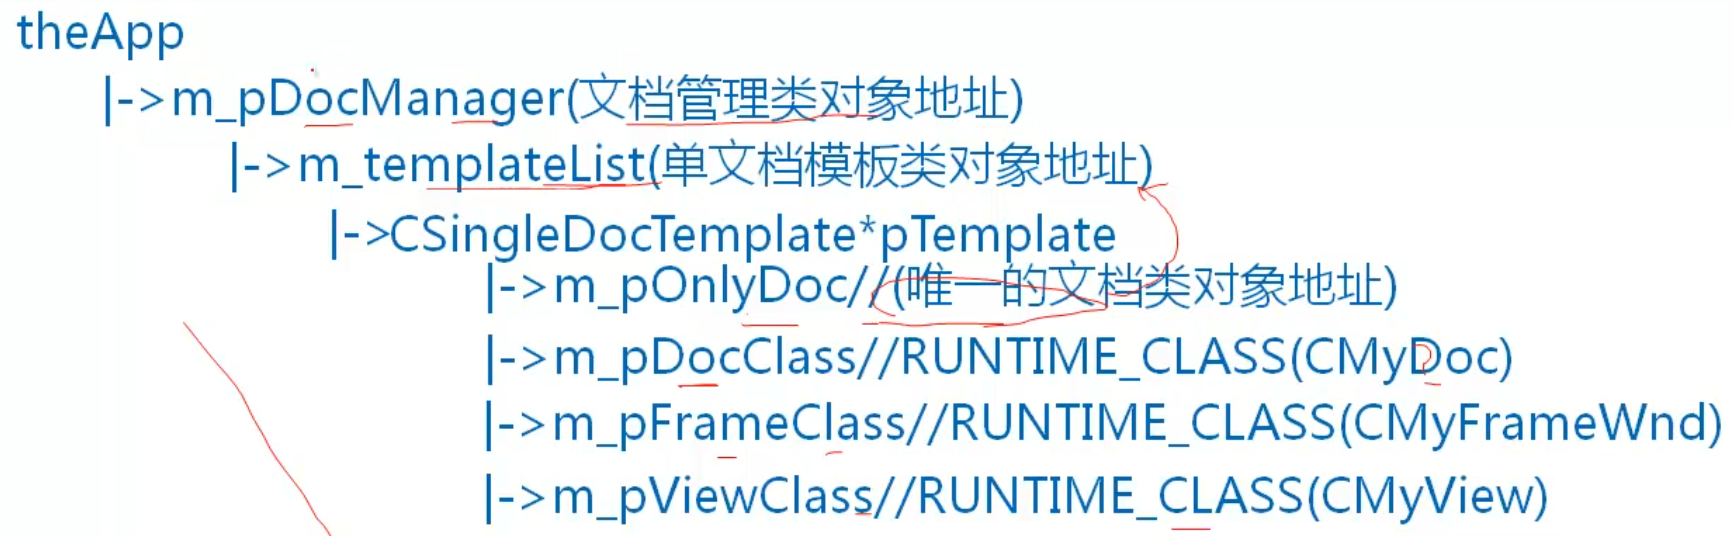 theApp
|->m_pDocManager(文档管理类对象地址)
|->m_templateList(单文档模板类对象地址)
|->CSingleDocTemplate*pTemplate
|->m_pOnlyDoc//(唯一的文档类对象地址)
|->m_pDocClass//RUNTIME_CLASS(CMyDoc)
|->m_pFrameClass//RUNTIME_CLASS(CMyFrameWnd)
|->m_pViewClass//RUNTIME_CLASS(CMyView)